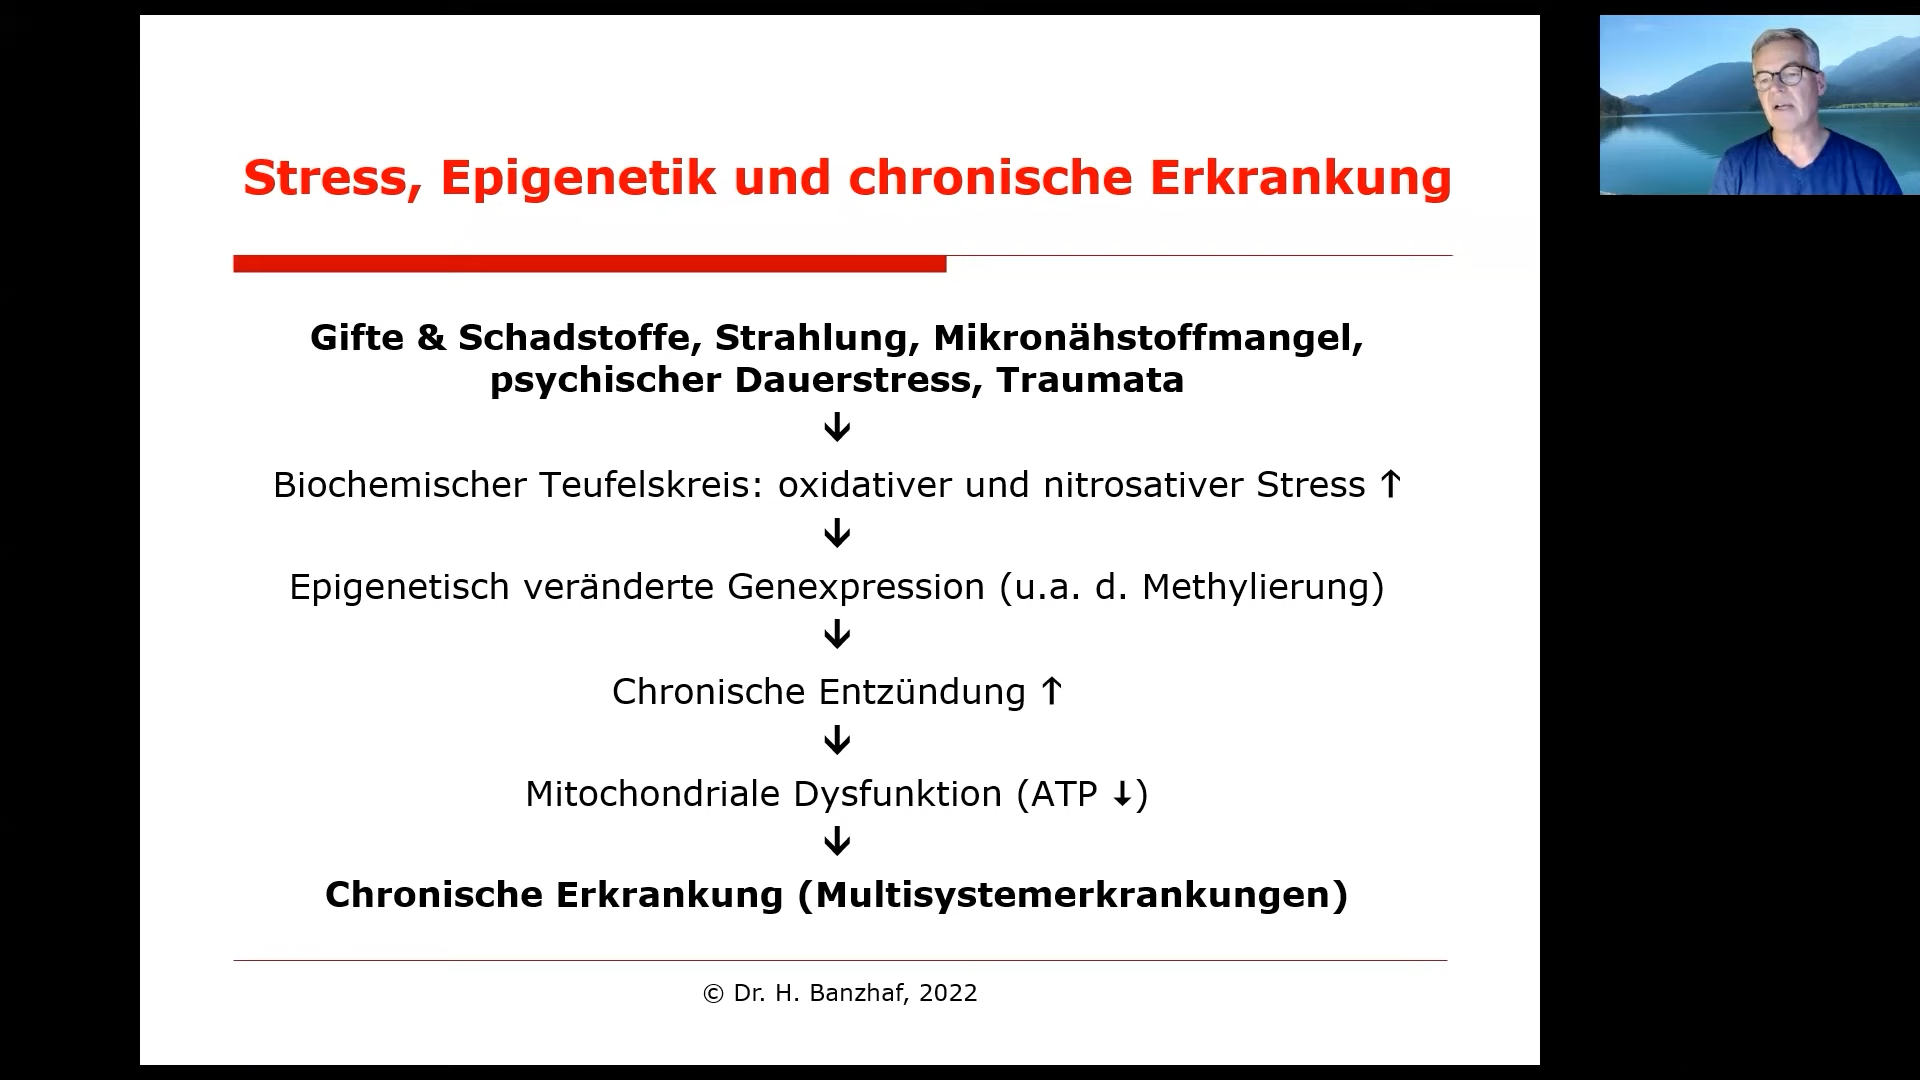 Stress, Epigenetik und chronische Erkrankung
Gifte & Schadstoffe, Strahlung, Mikronähstoffmangel,
psychischer Dauerstress, Traumata
↓
Biochemischer Teufelskreis: oxidativer und nitrosativer Stress ↑
↓
Epigenetisch veränderte Genexpression (u.a. d. Methylierung)
↓
Chronische Entzündung ↑
↓
Mitochondriale Dysfunktion (ATP ↓)
↓
Chronische Erkrankung (Multisystemerkrankungen)
© Dr. H. Banzhaf, 2022